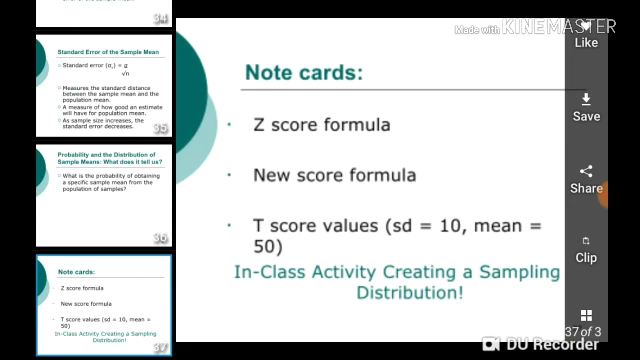 34
Standard Error of the Sample Mean
Standard error (σx) = σ
√n
Measures the standard distance
between the sample mean and the
population mean.
A measure of how good an estimate
will have for population mean.
As sample size increases, the
standard error decreases.
35
Probability and the Distribution of
Sample Means: What does it tell us?
What is the probability of obtaining
a specific sample mean from the
population of samples?
36
Note cards:
Z score formula
New score formula
T score values (sd = 10, mean =
50)
In-Class Activity Creating a Sampling
Distribution!
37
Note cards:
Z score formula
New score formula
T score values (sd = 10, mean =
50)
In-Class Activity Creating a Sampling
Distribution!
Made with KINEMASTER
Like
Save
Share
Clip
37 of 3
DU Recorder